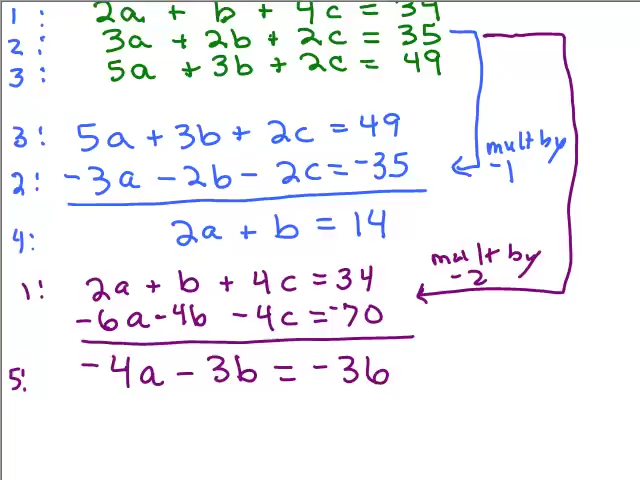 1: 2a + b + 4c = 34
2: 3a + 2b + 2c = 35
3: 5a + 3b + 2c = 49
3: 5a + 3b + 2c = 49
2: -3a - 2b - 2c = -35
mult by
-1
4: 2a + b = 14
1: 2a + b + 4c = 34
-6a - 4b - 4c = -70
mult by
-2
5: -4a - 3b = -36